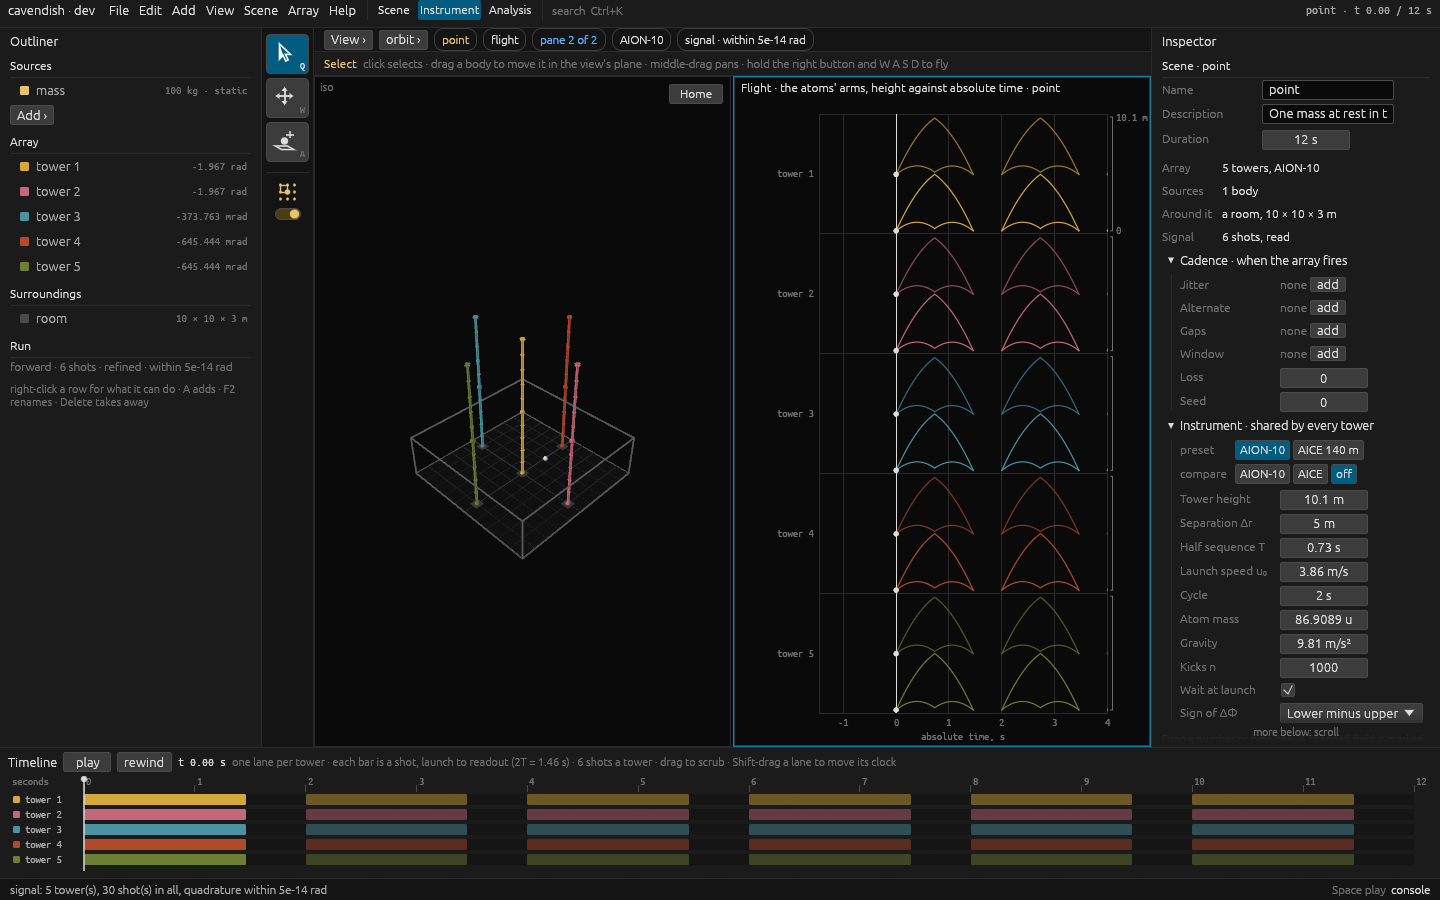 cavendish · dev File Edit Add View Scene Array Help Scene Instrument Analysis search Ctrl+K point · t 0.00 / 12 s
Outliner
Sources
mass 100 kg · static
Add ›
Array
tower 1 -1.967 rad
tower 2 -1.967 rad
tower 3 -373.763 mrad
tower 4 -645.444 mrad
tower 5 -645.444 mrad
Surroundings
room 10 × 10 × 3 m
Run
forward · 6 shots · refined · within 5e-14 rad
right-click a row for what it can do · A adds · F2
renames · Delete takes away
Q
W
A
View › orbit › point flight pane 2 of 2 AION-10 signal · within 5e-14 rad
Select click selects · drag a body to move it in the view's plane · middle-drag pans · hold the right button and W A S D to fly
iso
Home
Flight · the atoms' arms, height against absolute time · point
10.1 m
tower 1
0
tower 2
tower 3
tower 4
tower 5
-1 0 1 2 3 4
absolute time, s
Inspector
Scene · point
Name point
Description One mass at rest in t
Duration 12 s
Array 5 towers, AION-10
Sources 1 body
Around it a room, 10 × 10 × 3 m
Signal 6 shots, read
▼ Cadence · when the array fires
Jitter none add
Alternate none add
Gaps none add
Window none add
Loss 0
Seed 0
▼ Instrument · shared by every tower
preset AION-10 AICE 140 m
compare AION-10 AICE off
Tower height 10.1 m
Separation Δr 5 m
Half sequence T 0.73 s
Launch speed u₀ 3.86 m/s
Cycle 2 s
Atom mass 86.9089 u
Gravity 9.81 m/s²
Kicks n 1000
Wait at launch
Sign of ΔΦ Lower minus upper
more below: scroll
Timeline play rewind t 0.00 s one lane per tower · each bar is a shot, launch to readout (2T = 1.46 s) · 6 shots a tower · drag to scrub · Shift-drag a lane to move its clock
seconds 0 1 2 3 4 5 6 7 8 9 10 11 12
tower 1
tower 2
tower 3
tower 4
tower 5
signal: 5 tower(s), 30 shot(s) in all, quadrature within 5e-14 rad Space play console